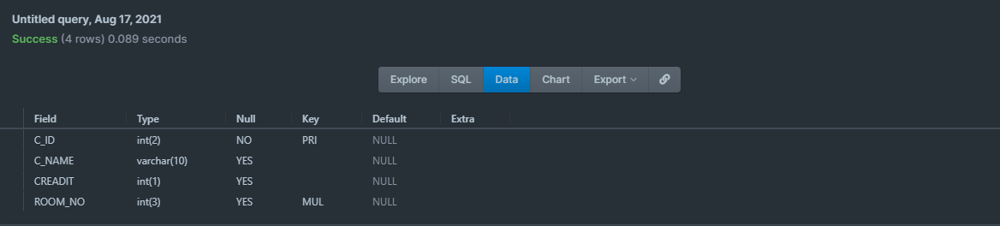 Untitled query, Aug 17, 2021
Success (4 rows) 0.089 seconds
Explore SQL Data Chart Export
Field Type Null Key Default Extra
C_ID int(2) NO PRI NULL
C_NAME varchar(10) YES NULL
CREADIT int(1) YES NULL
ROOM_NO int(3) YES MUL NULL